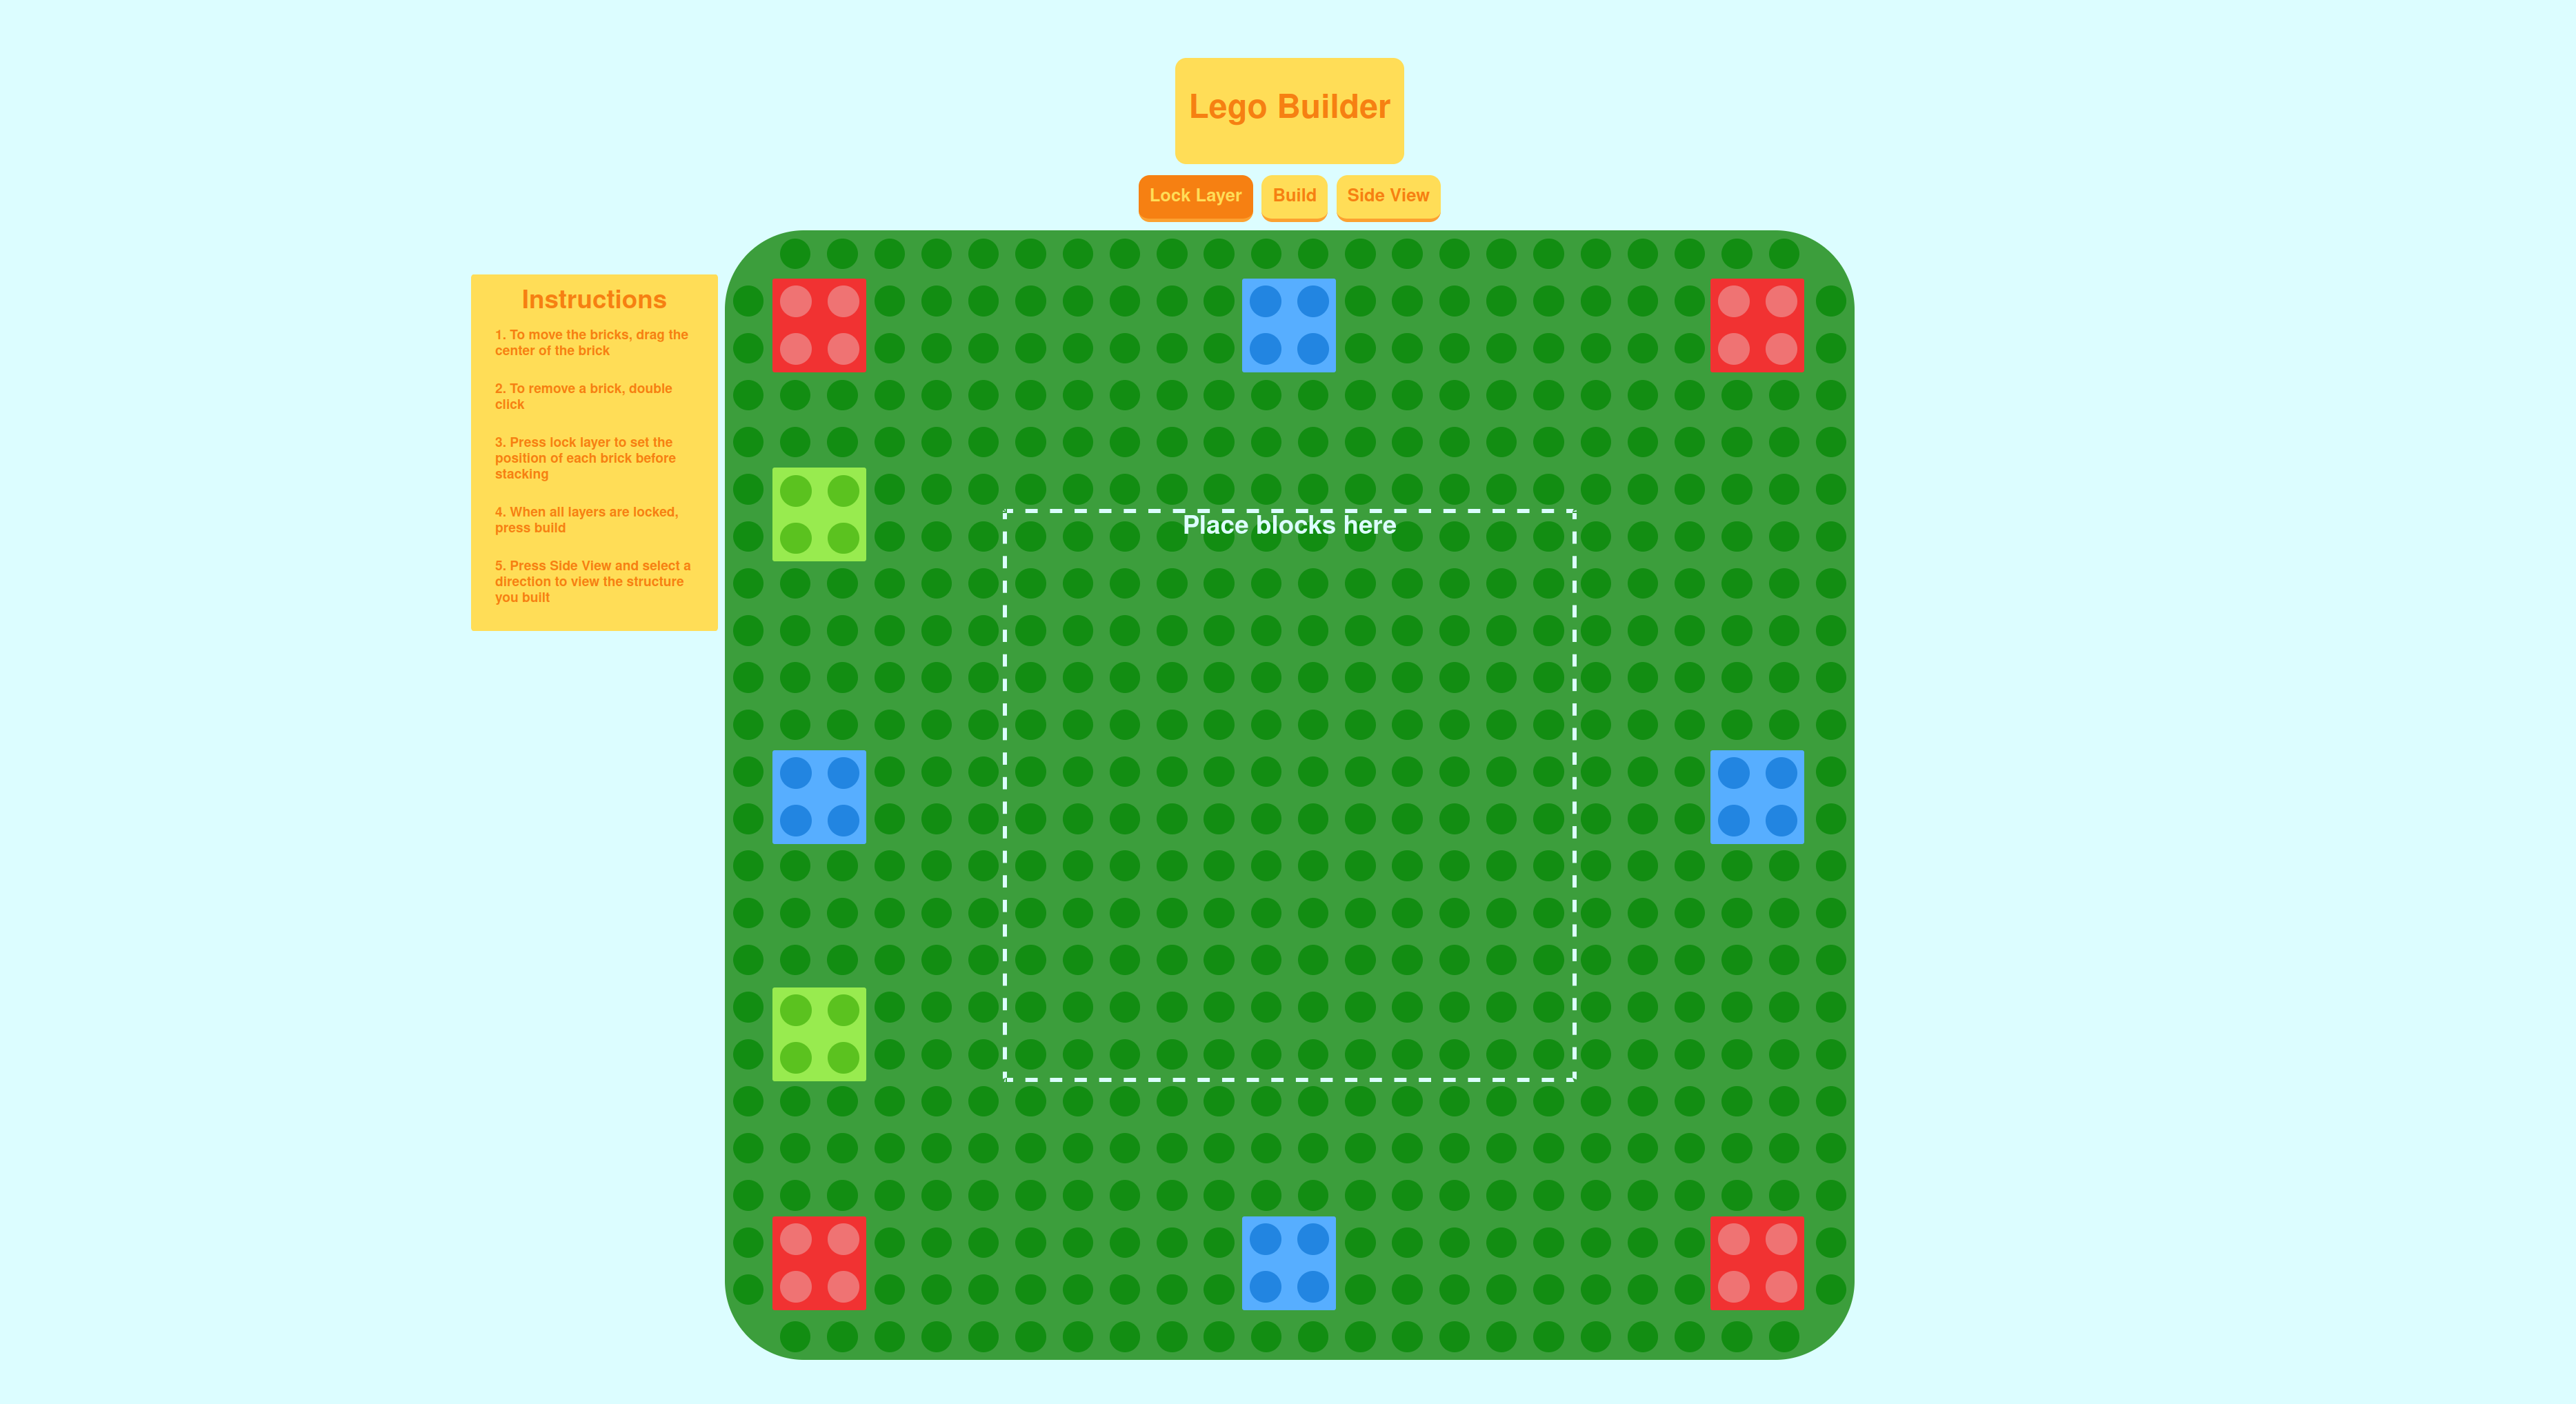 Lego Builder
Lock Layer
Build
Side View
Instructions
1. To move the bricks, drag the
center of the brick
2. To remove a brick, double
click
3. Press lock layer to set the
position of each brick before
stacking
4. When all layers are locked,
press build
5. Press Side View and select a
direction to view the structure
you built
Place blocks here